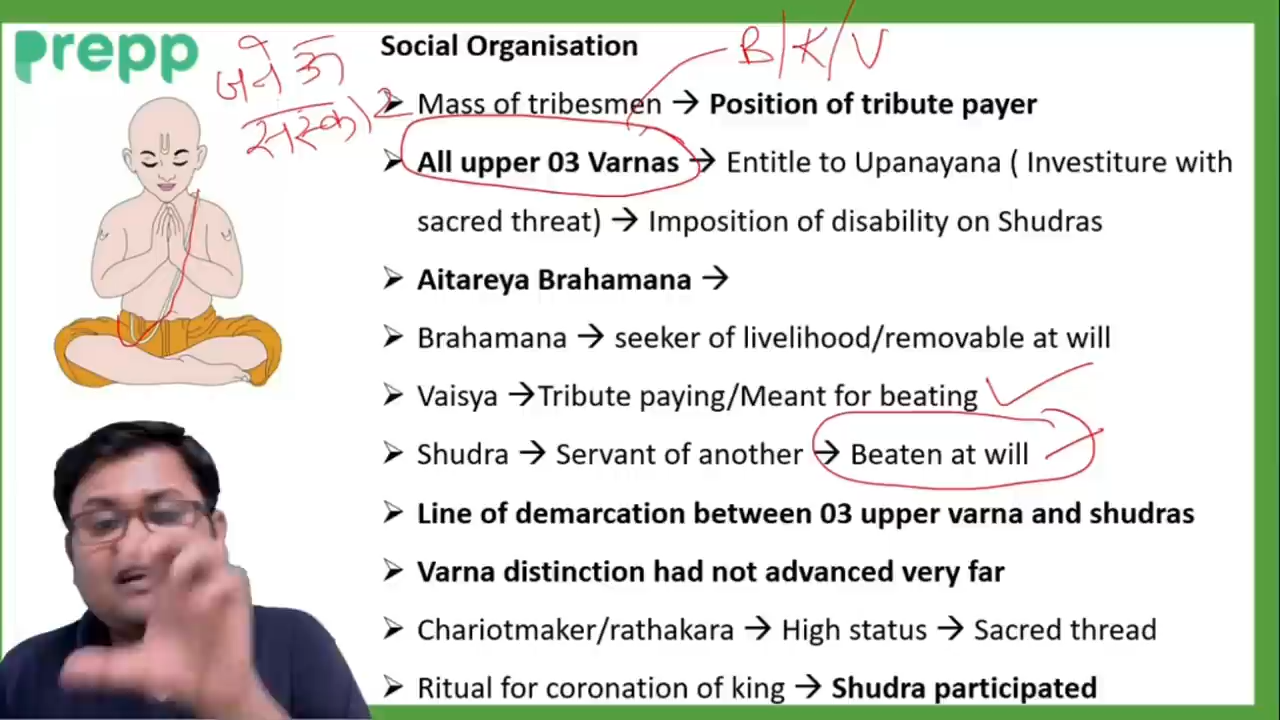 prepp
Social Organisation
B/K/V
जनेऊ
संस्कार
➢ Mass of tribesmen → Position of tribute payer
➢ All upper 03 Varnas → Entitle to Upanayana ( Investiture with
sacred threat) → Imposition of disability on Shudras
➢ Aitareya Brahamana →
➢ Brahamana → seeker of livelihood/removable at will
➢ Vaisya →Tribute paying/Meant for beating
➢ Shudra → Servant of another → Beaten at will
➢ Line of demarcation between 03 upper varna and shudras
➢ Varna distinction had not advanced very far
➢ Chariotmaker/rathakara → High status → Sacred thread
➢ Ritual for coronation of king → Shudra participated